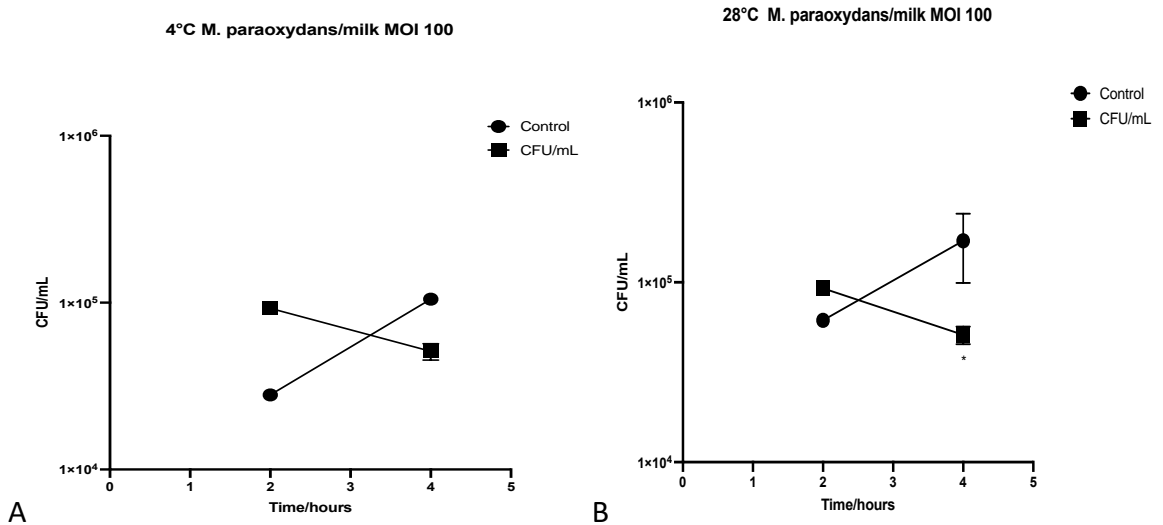 4°C M. paraoxydans/milk MOI 100
Control
CFU/mL
1×10⁶
1×10⁵
1×10⁴
CFU/mL
0 1 2 3 4 5
Time/hours
A
28°C M. paraoxydans/milk MOI 100
Control
CFU/mL
1×10⁶
1×10⁵
1×10⁴
CFU/mL
*
0 1 2 3 4 5
Time/hours
B